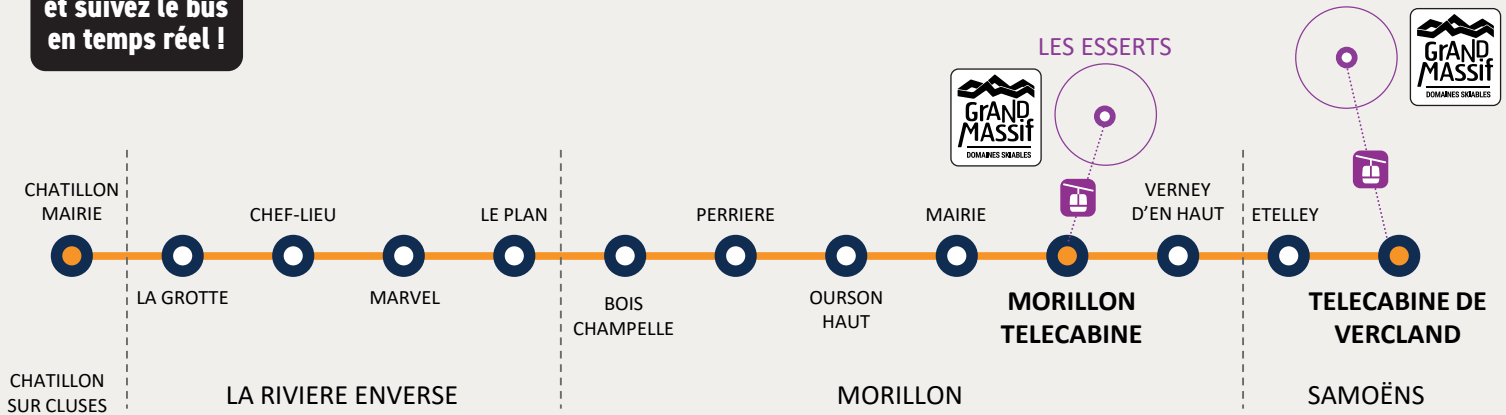 et suivez le bus
en temps réel !
LES ESSERTS
GRAND
MASSIF
DOMAINES SKIABLES
GRAND
MASSIF
DOMAINES SKIABLES
CHATILLON
MAIRIE
CHEF-LIEU
LE PLAN
PERRIERE
MAIRIE
VERNEY
D'EN HAUT
ETELLEY
LA GROTTE
MARVEL
BOIS
CHAMPELLE
OURSON
HAUT
MORILLON
TELECABINE
TELECABINE DE
VERCLAND
CHATILLON
SUR CLUSES
LA RIVIERE ENVERSE
MORILLON
SAMOËNS